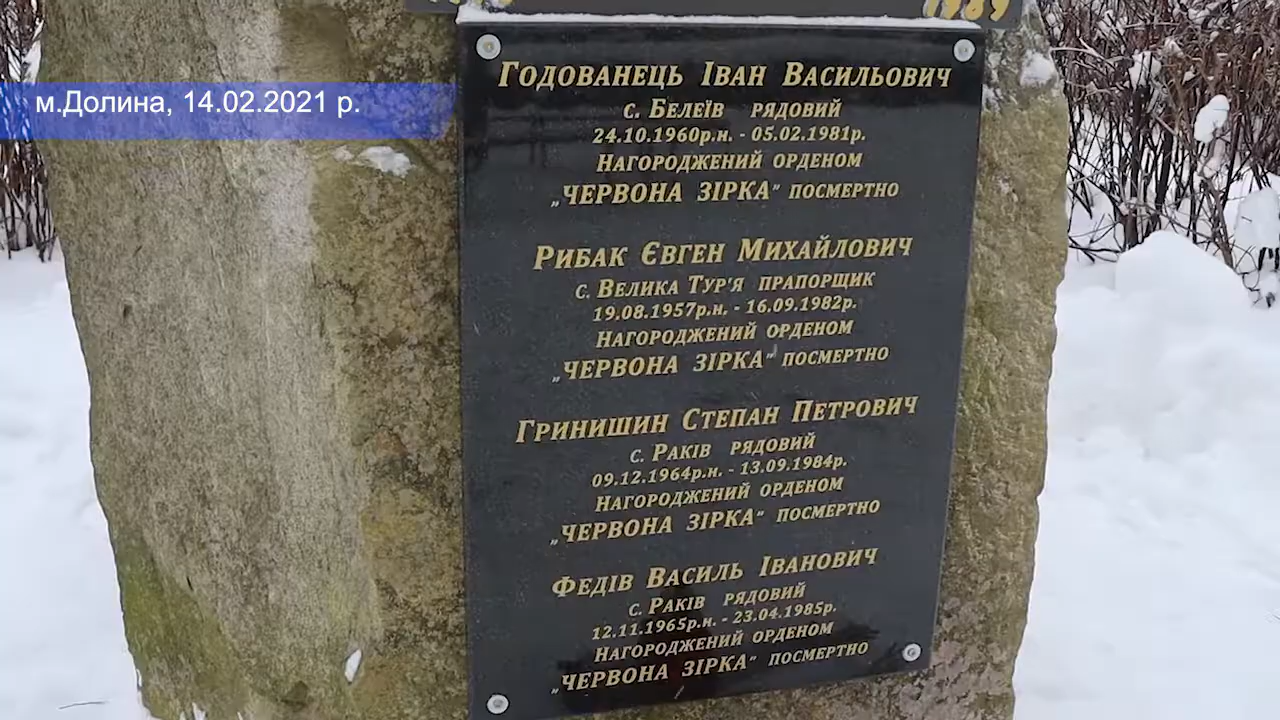 1989
м.Долина, 14.02.2021 р.
Годованець Іван Васильович
с. Белеїв рядовий
24.10.1960р.н. - 05.02.1981р.
Нагороджений орденом
„ЧЕРВОНА ЗІРКА” посмертно
Рибак Євген Михайлович
с. Велика Тур'я прапорщик
19.08.1957р.н. - 16.09.1982р.
Нагороджений орденом
„ЧЕРВОНА ЗІРКА” посмертно
Гринишин Степан Петрович
с. Раків рядовий
09.12.1964р.н. - 13.09.1984р.
Нагороджений орденом
„ЧЕРВОНА ЗІРКА” посмертно
Федів Василь Іванович
с. Раків рядовий
12.11.1965р.н. - 23.04.1985р.
Нагороджений орденом
„ЧЕРВОНА ЗІРКА” посмертно